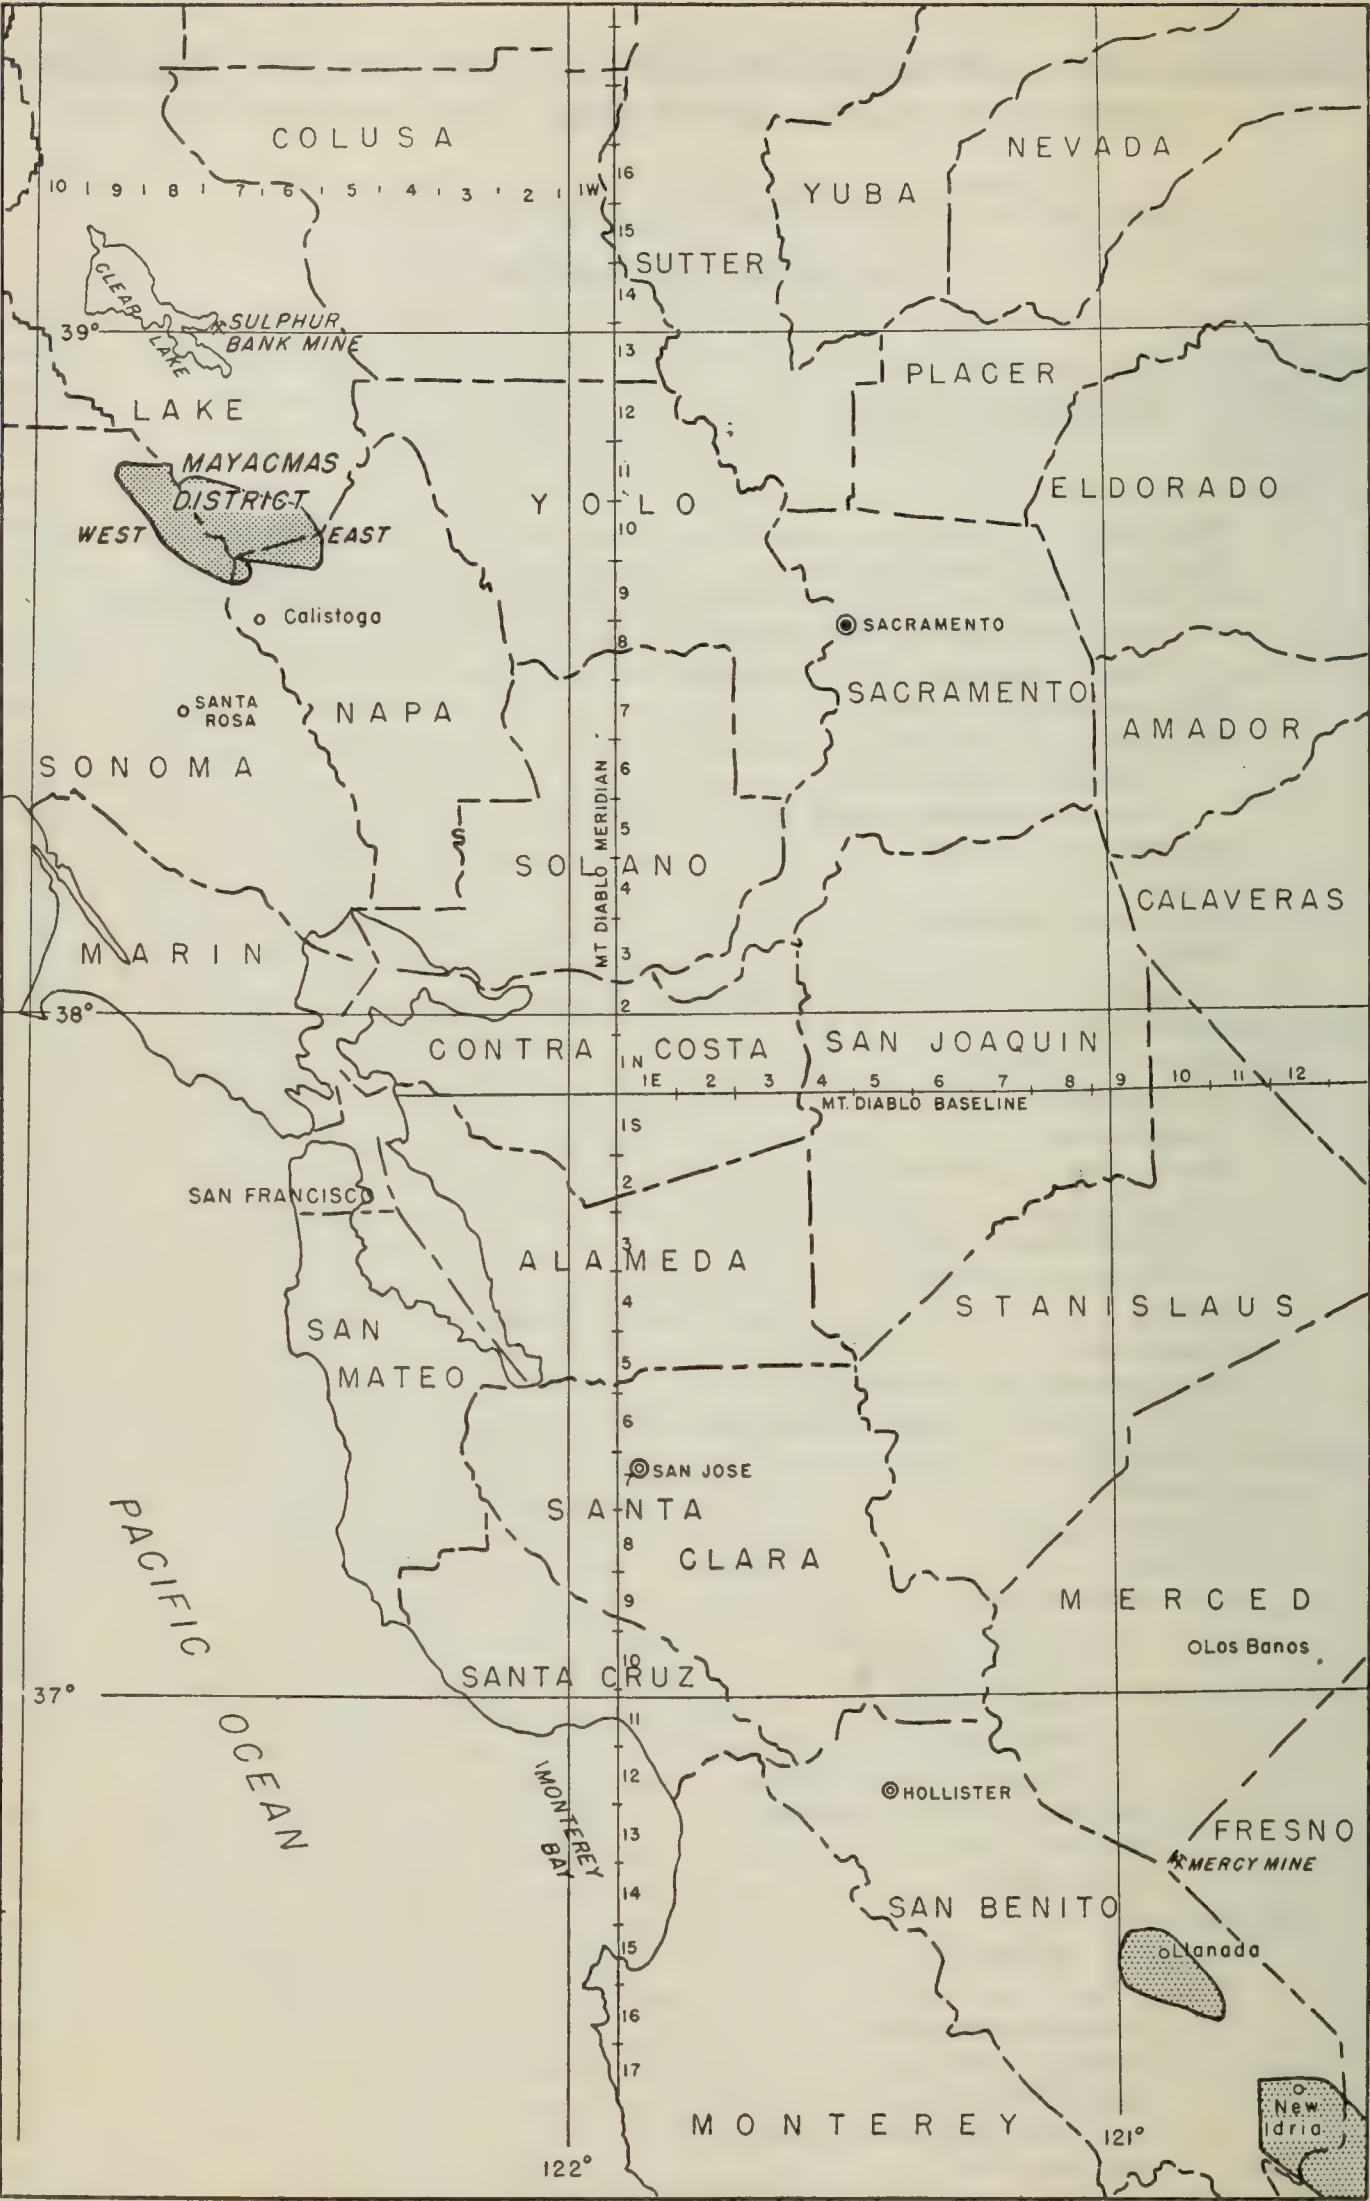 COLUSA
NEVADA
YUBA
10 9 8 7 6 5 4 3 2 1W
16
15
SUTTER
14
CLEAR
LAKE
SULPHUR
BANK MINE
39°
13
PLACER
LAKE
12
MAYACMAS
DISTRICT
WEST
EAST
11
YOLO
10
ELDORADO
9
Calistoga
SACRAMENTO
8
SACRAMENTO
SANTA
ROSA
NAPA
7
AMADOR
SONOMA
6
MT DIABLO MERIDIAN
5
SOLANO
4
CALAVERAS
MARIN
3
38°
2
CONTRA COSTA
SAN JOAQUIN
1N
1E 2 3 4 5 6 7 8 9 10 11 12
MT. DIABLO BASELINE
1S
SAN FRANCISCO
2
3
ALAMEDA
4
STANISLAUS
SAN
MATEO
5
6
7
SAN JOSE
SANTA
CLARA
8
9
MERCED
Los Banos
10
SANTA CRUZ
37°
PACIFIC
OCEAN
11
12
HOLLISTER
MONTEREY
BAY
13
FRESNO
MERCY MINE
14
SAN BENITO
15
Llanada
16
17
New
Idria
MONTEREY
121°
122°